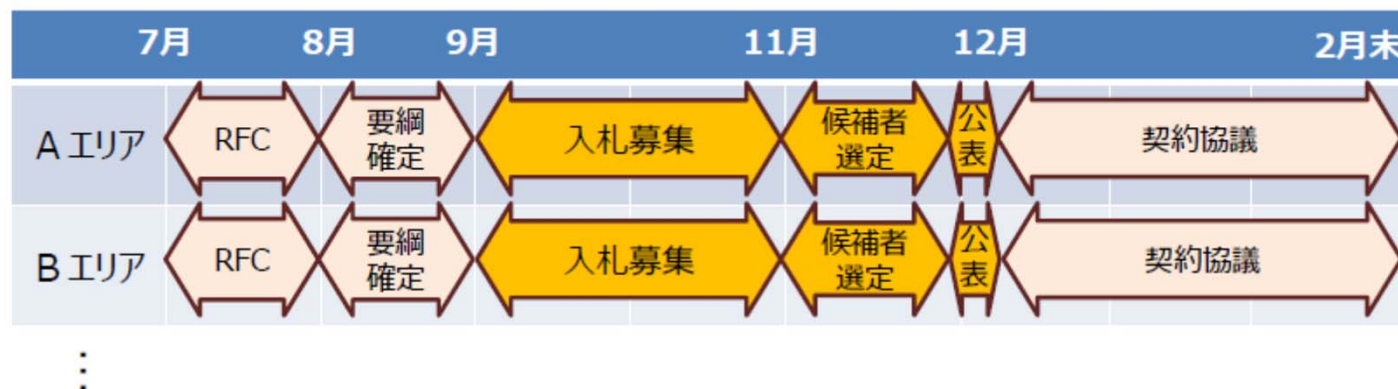 7月 8月 9月 11月 12月 2月末
Aエリア RFC 要綱確定 入札募集 候補者選定 公表 契約協議
Bエリア RFC 要綱確定 入札募集 候補者選定 公表 契約協議
⋮